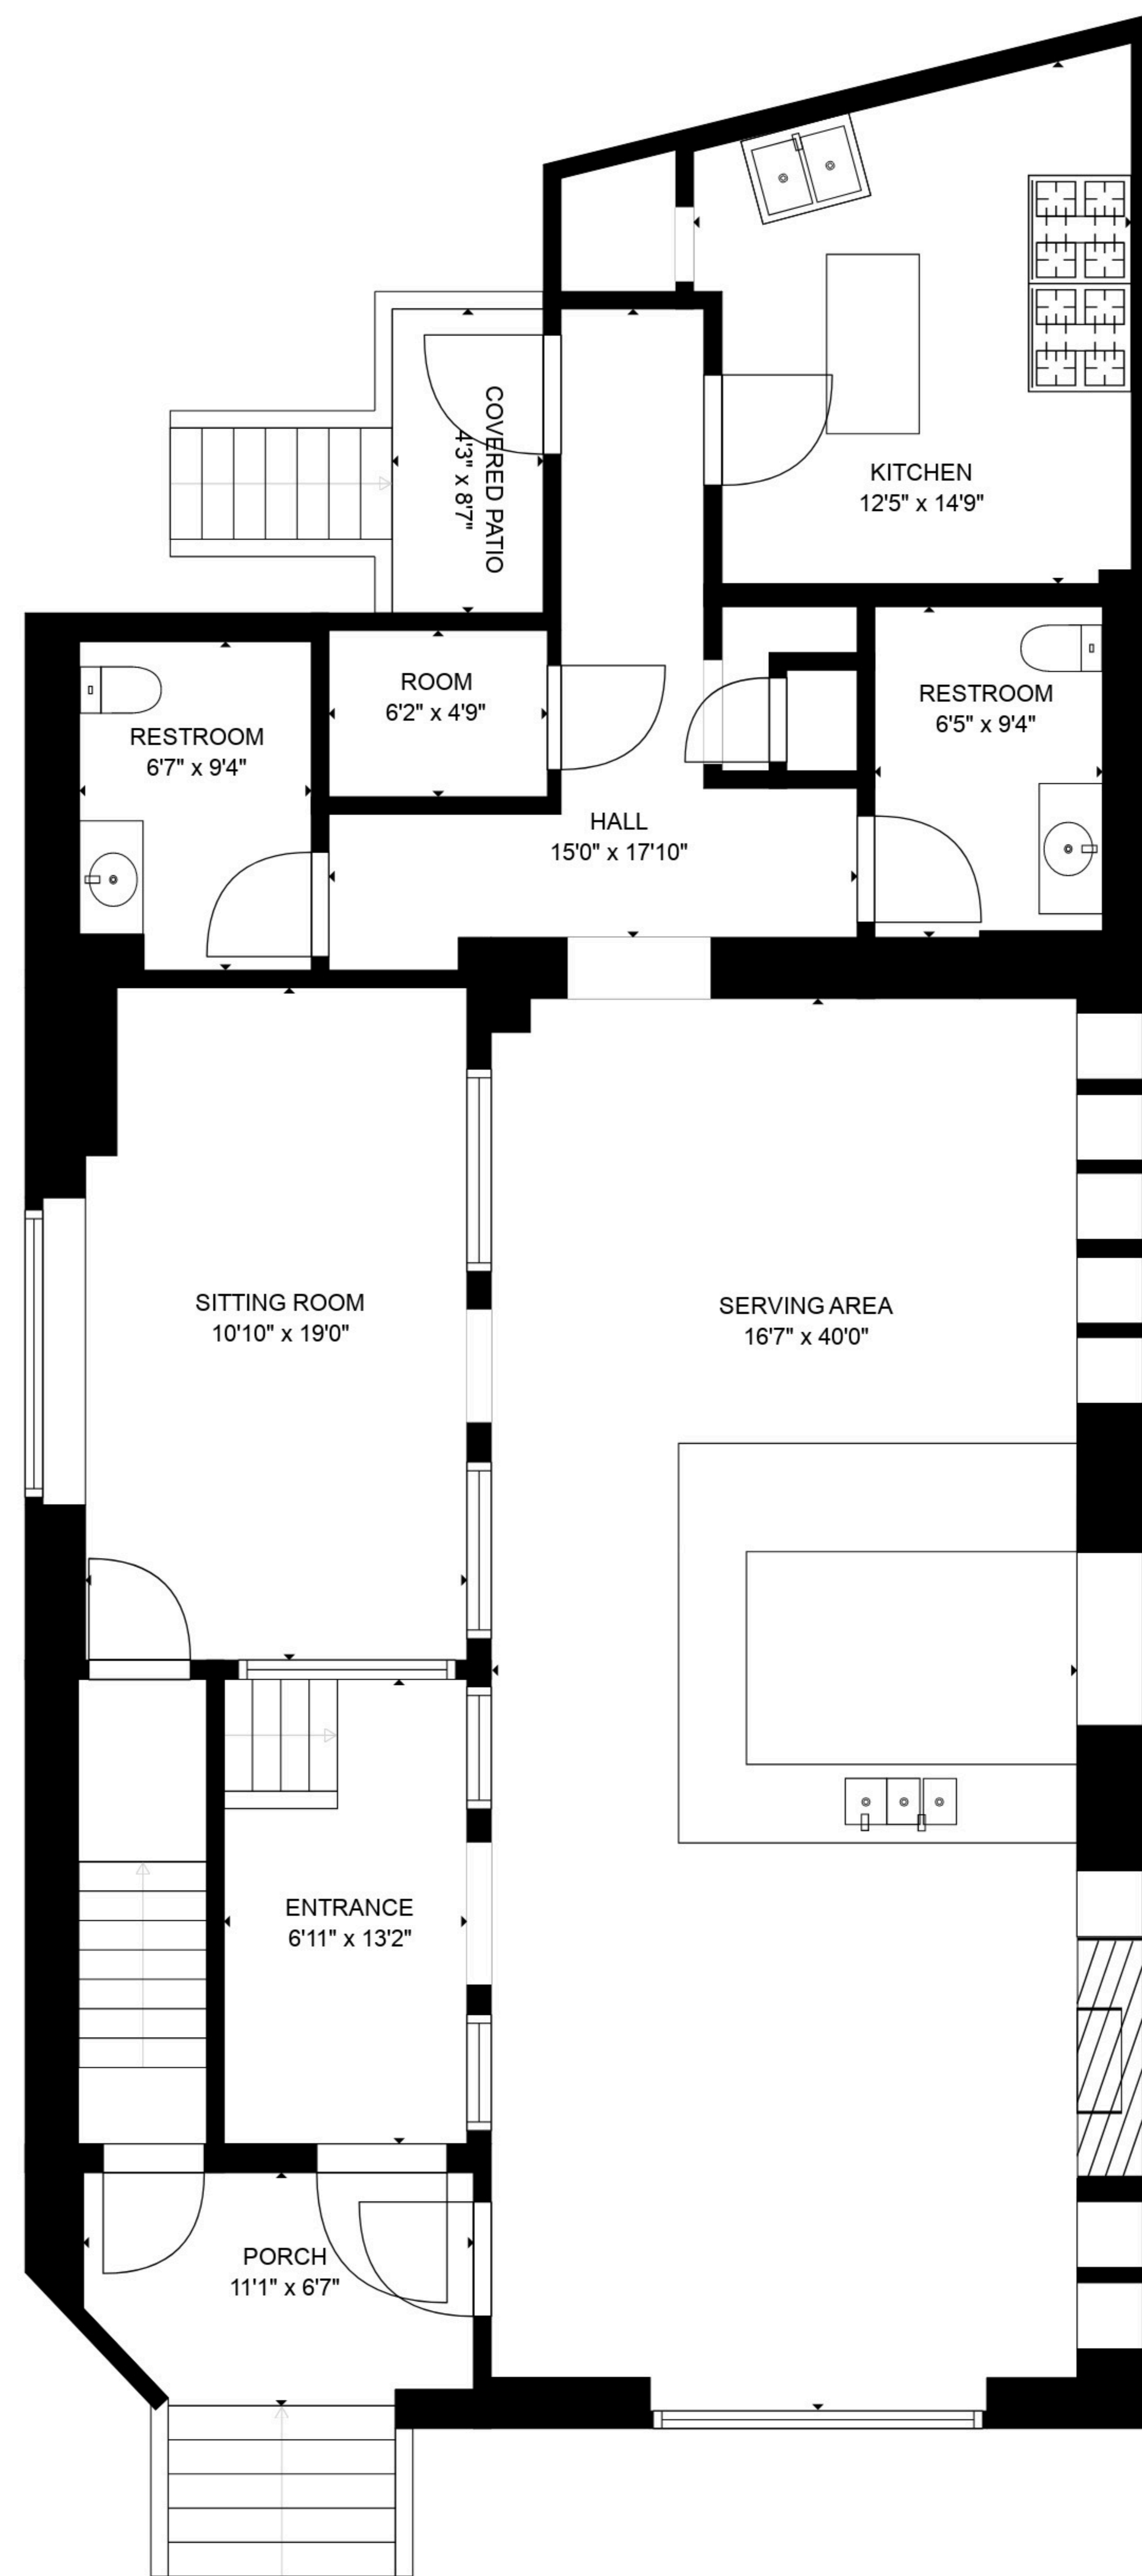 KITCHEN
12'5" x 14'9"
COVERED PATIO
4'3" x 8'7"
ROOM
6'2" x 4'9"
RESTROOM
6'5" x 9'4"
RESTROOM
6'7" x 9'4"
HALL
15'0" x 17'10"
SITTING ROOM
10'10" x 19'0"
SERVING AREA
16'7" x 40'0"
ENTRANCE
6'11" x 13'2"
PORCH
11'1" x 6'7"